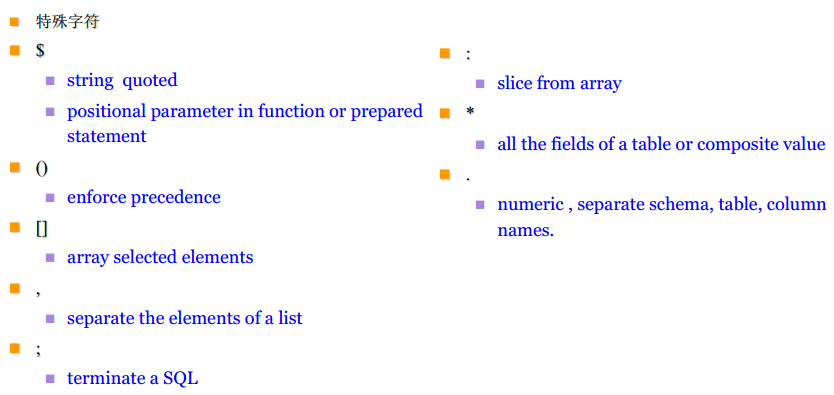 特殊字符
$
string quoted
positional parameter in function or prepared
statement
()
enforce precedence
[]
array selected elements
,
separate the elements of a list
;
terminate a SQL
:
slice from array
*
all the fields of a table or composite value
.
numeric , separate schema, table, column
names.